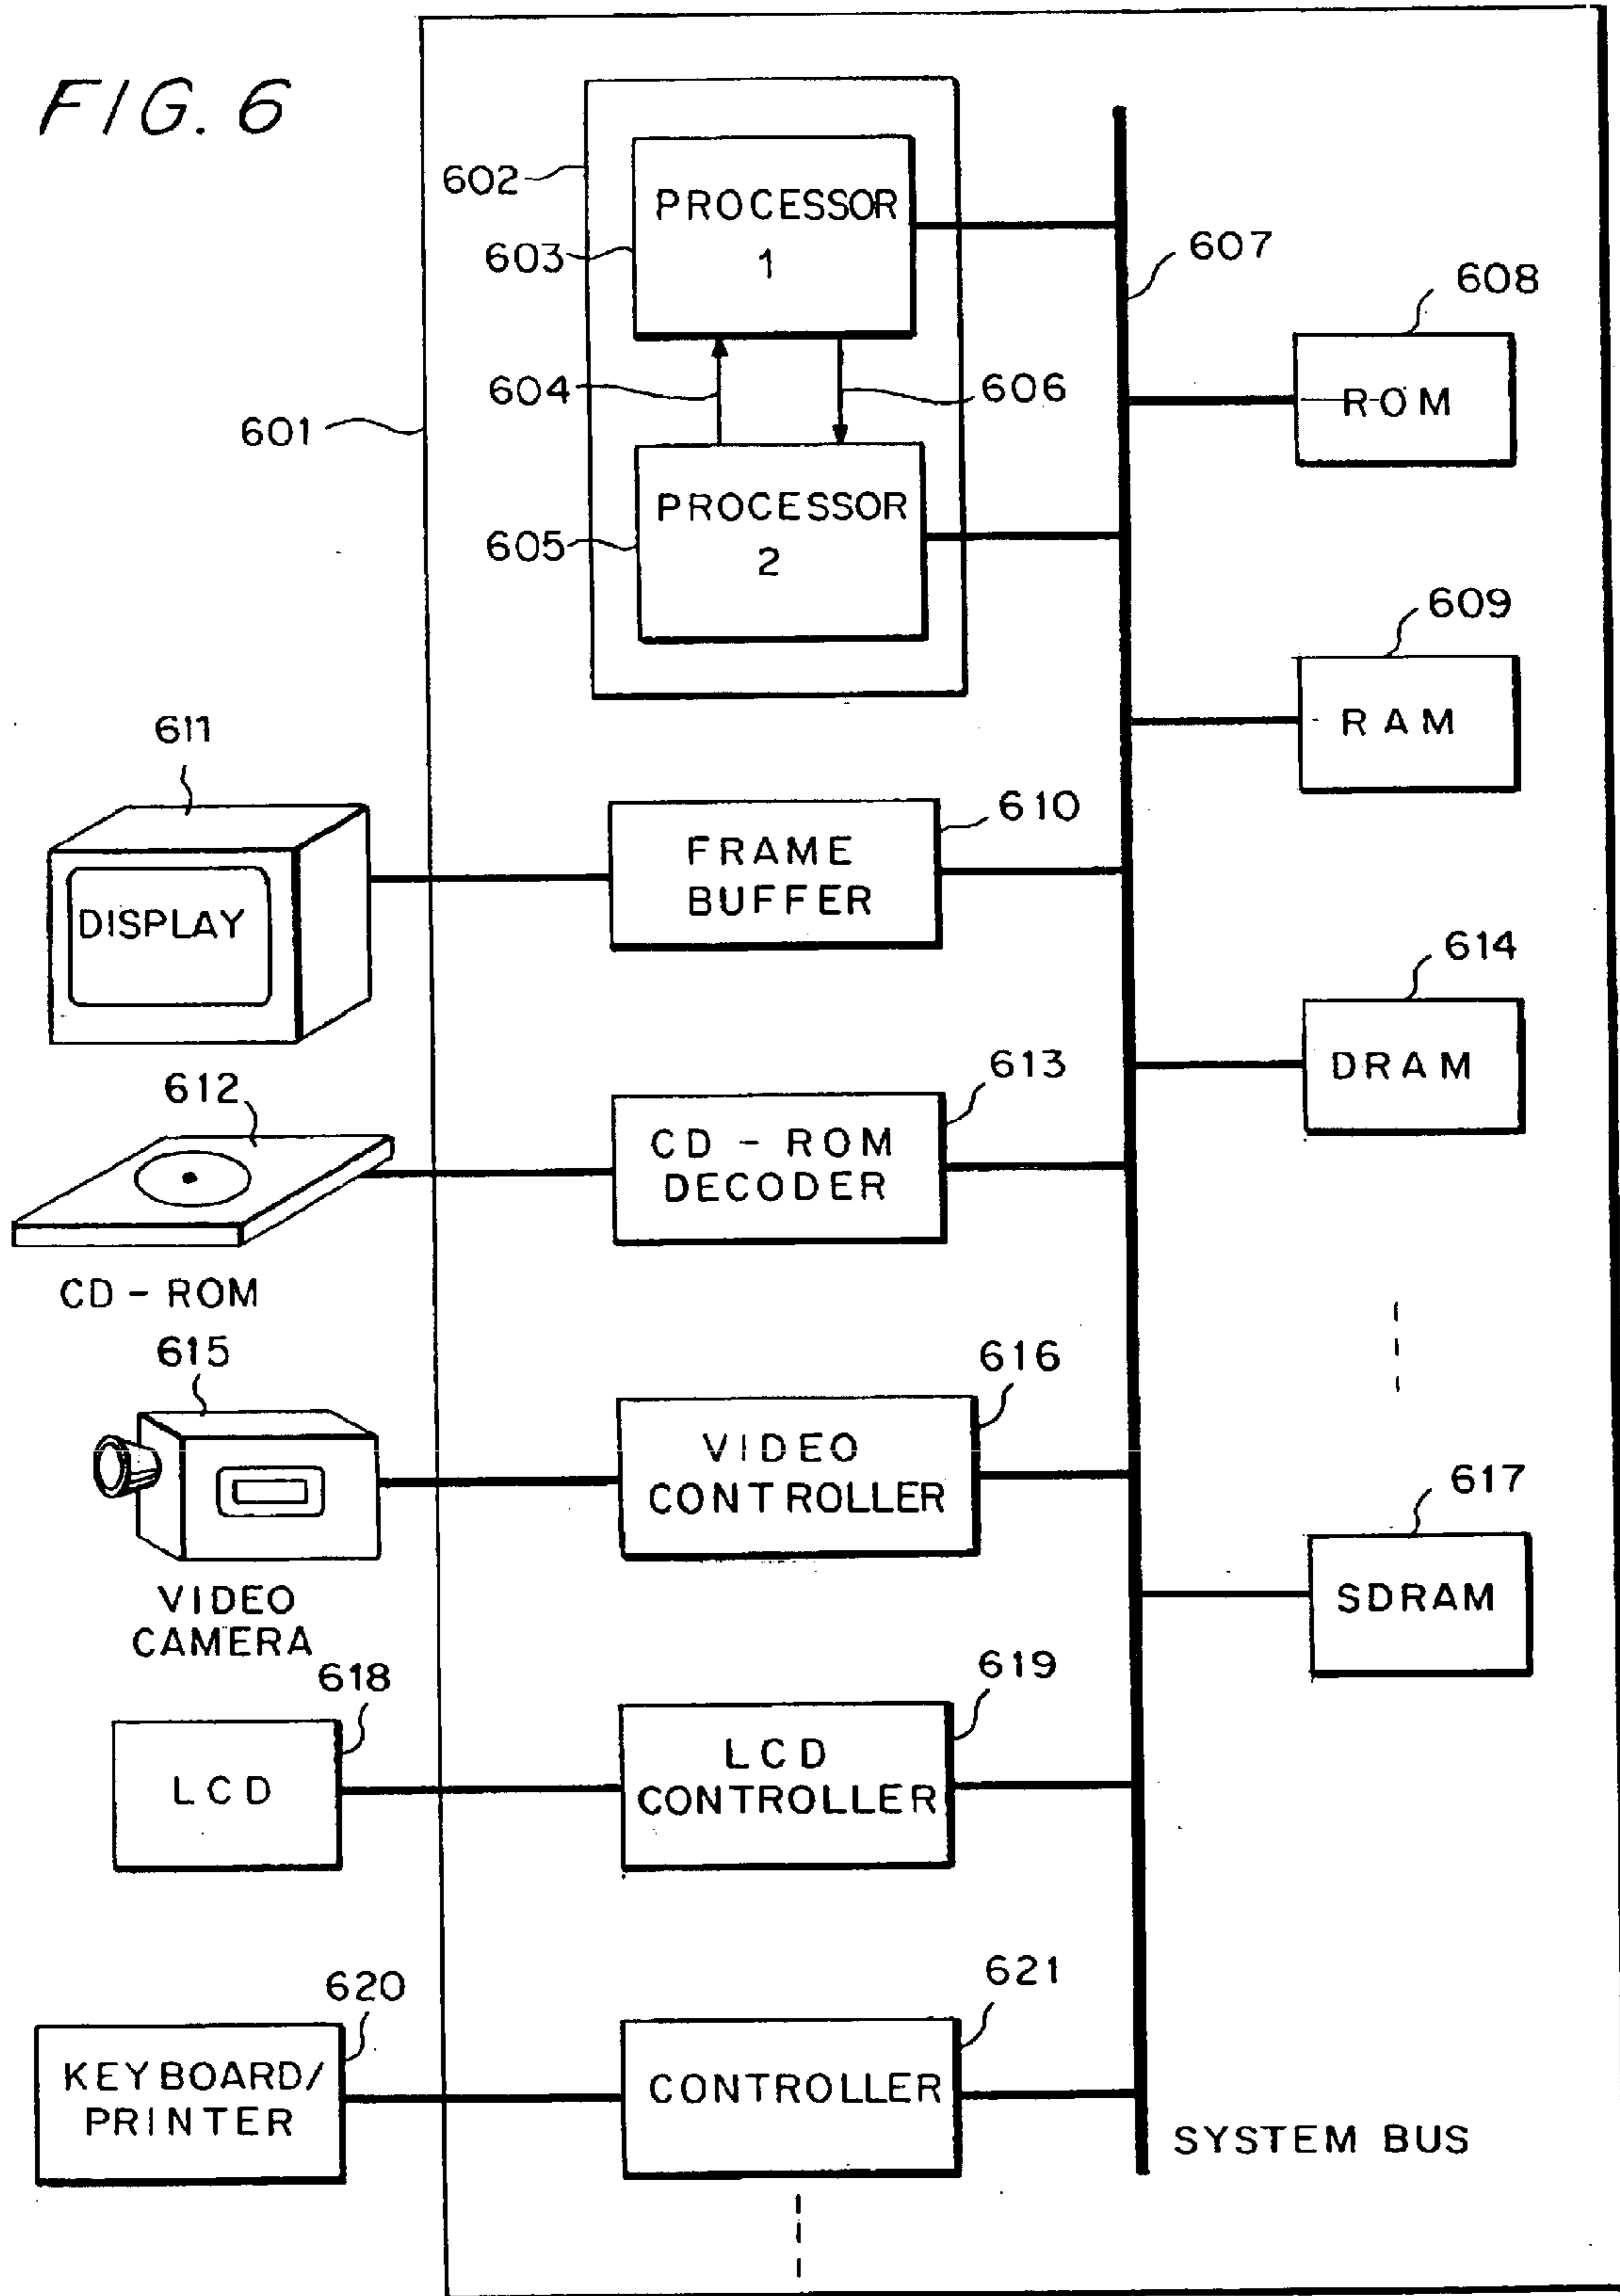 FIG. 6
602
PROCESSOR
1
603
607
608
ROM
604
606
601
PROCESSOR
2
605
609
RAM
611
610
FRAME
BUFFER
DISPLAY
614
DRAM
612
613
CD-ROM
DECODER
CD-ROM
615
616
VIDEO
CONTROLLER
617
SDRAM
VIDEO
CAMERA
618
619
LCD
LCD
CONTROLLER
620
621
KEYBOARD/
PRINTER
CONTROLLER
SYSTEM BUS